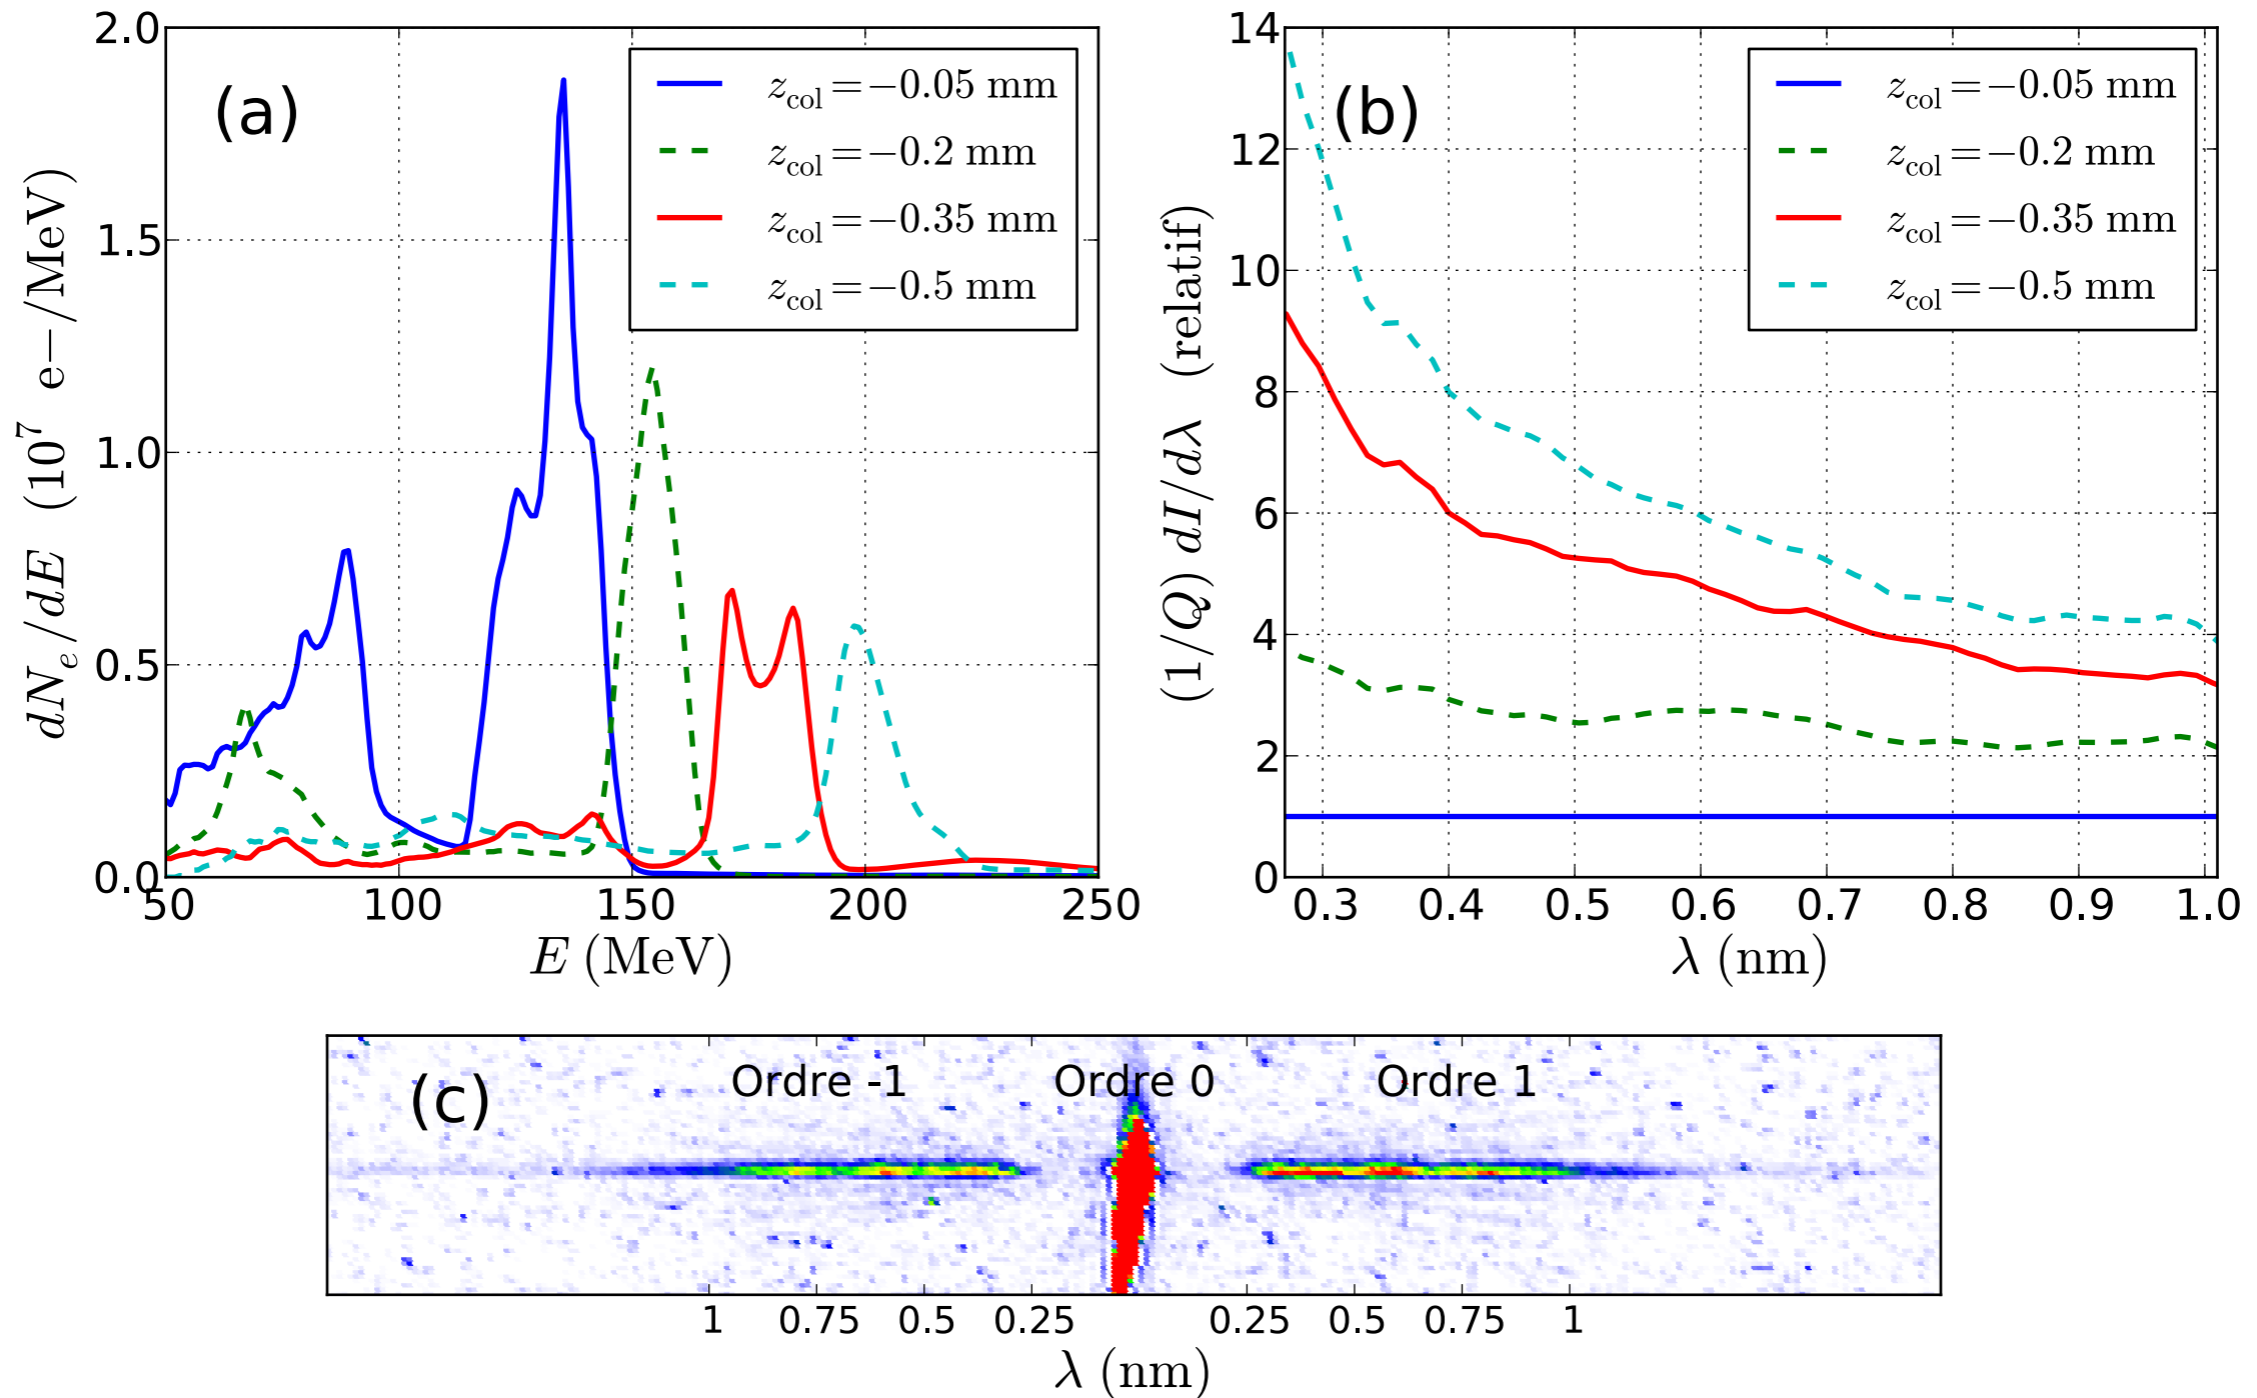 (a)
z_col = −0.05 mm
z_col = −0.2 mm
z_col = −0.35 mm
z_col = −0.5 mm
2.0
1.5
1.0
0.5
0.0
50 100 150 200 250
E (MeV)
dN_e/dE (10^7 e−/MeV)
(b)
z_col = −0.05 mm
z_col = −0.2 mm
z_col = −0.35 mm
z_col = −0.5 mm
14
12
10
8
6
4
2
0
0.3 0.4 0.5 0.6 0.7 0.8 0.9 1.0
λ (nm)
(1/Q) dI/dλ (relatif)
(c)
Ordre -1 Ordre 0 Ordre 1
1 0.75 0.5 0.25 0.25 0.5 0.75 1
λ (nm)